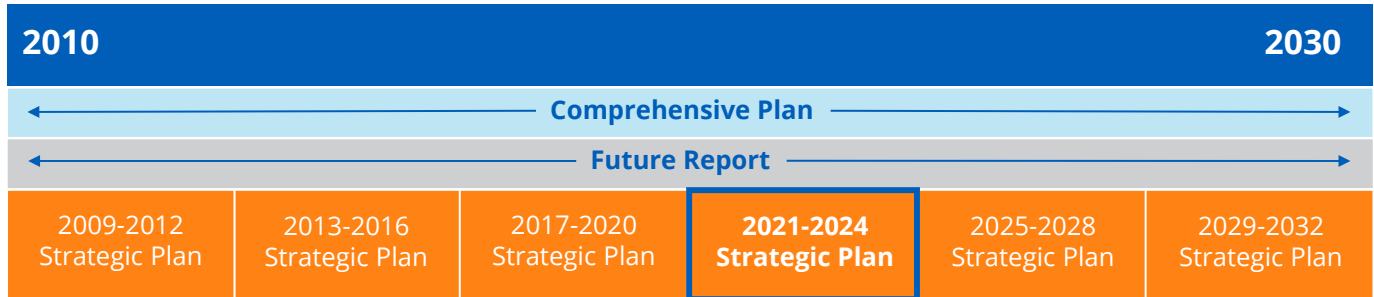 2010 2030
Comprehensive Plan
Future Report
2009-2012
Strategic Plan
2013-2016
Strategic Plan
2017-2020
Strategic Plan
2021-2024
Strategic Plan
2025-2028
Strategic Plan
2029-2032
Strategic Plan